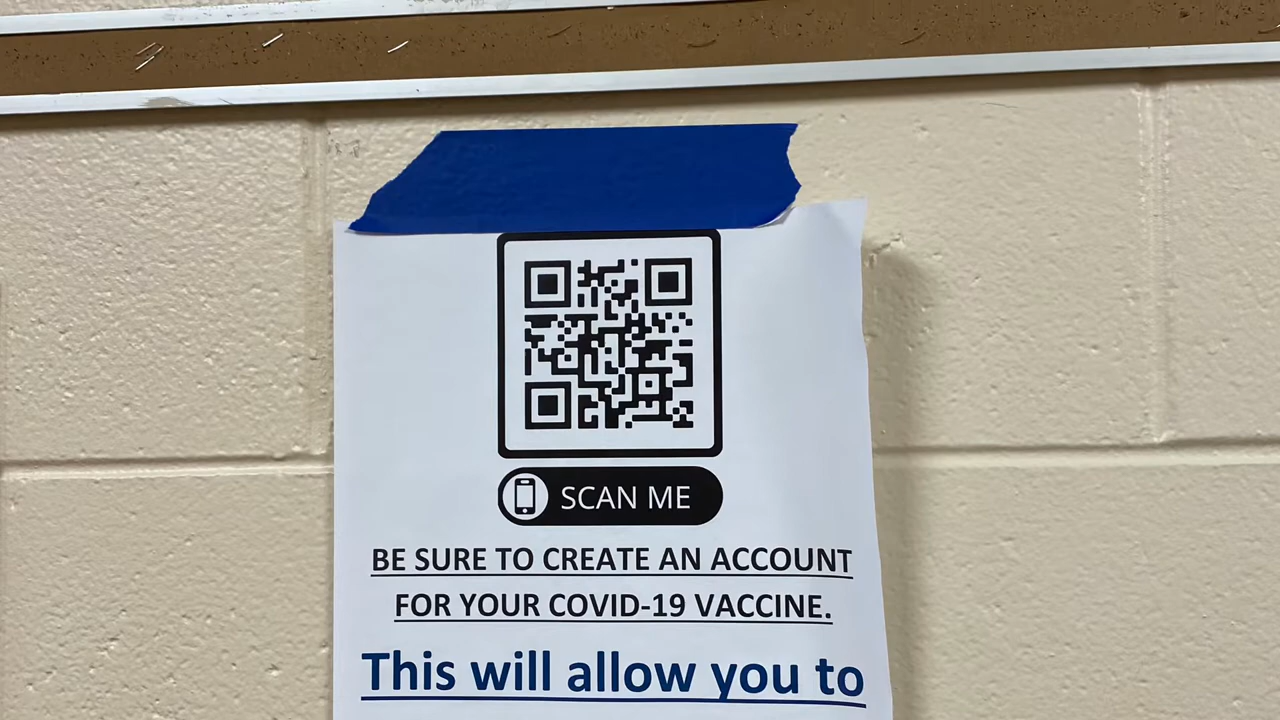 SCAN ME
BE SURE TO CREATE AN ACCOUNT
FOR YOUR COVID-19 VACCINE.
This will allow you to